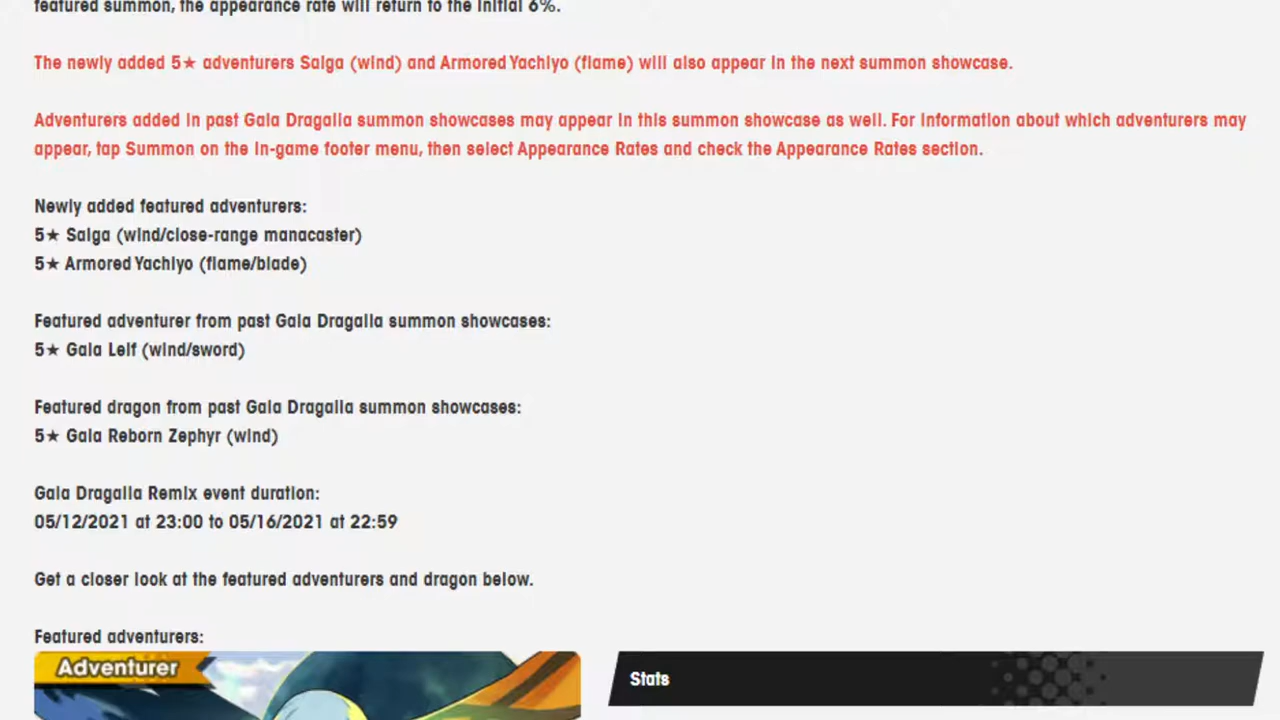 featured summon, the appearance rate will return to the initial 6%.
The newly added 5★ adventurers Saiga (wind) and Armored Yachiyo (flame) will also appear in the next summon showcase.
Adventurers added in past Gala Dragalia summon showcases may appear in this summon showcase as well. For information about which adventurers may
appear, tap Summon on the in-game footer menu, then select Appearance Rates and check the Appearance Rates section.
Newly added featured adventurers:
5★ Saiga (wind/close-range manacaster)
5★ Armored Yachiyo (flame/blade)
Featured adventurer from past Gala Dragalia summon showcases:
5★ Gala Leif (wind/sword)
Featured dragon from past Gala Dragalia summon showcases:
5★ Gala Reborn Zephyr (wind)
Gala Dragalia Remix event duration:
05/12/2021 at 23:00 to 05/16/2021 at 22:59
Get a closer look at the featured adventurers and dragon below.
Featured adventurers:
Adventurer
Stats